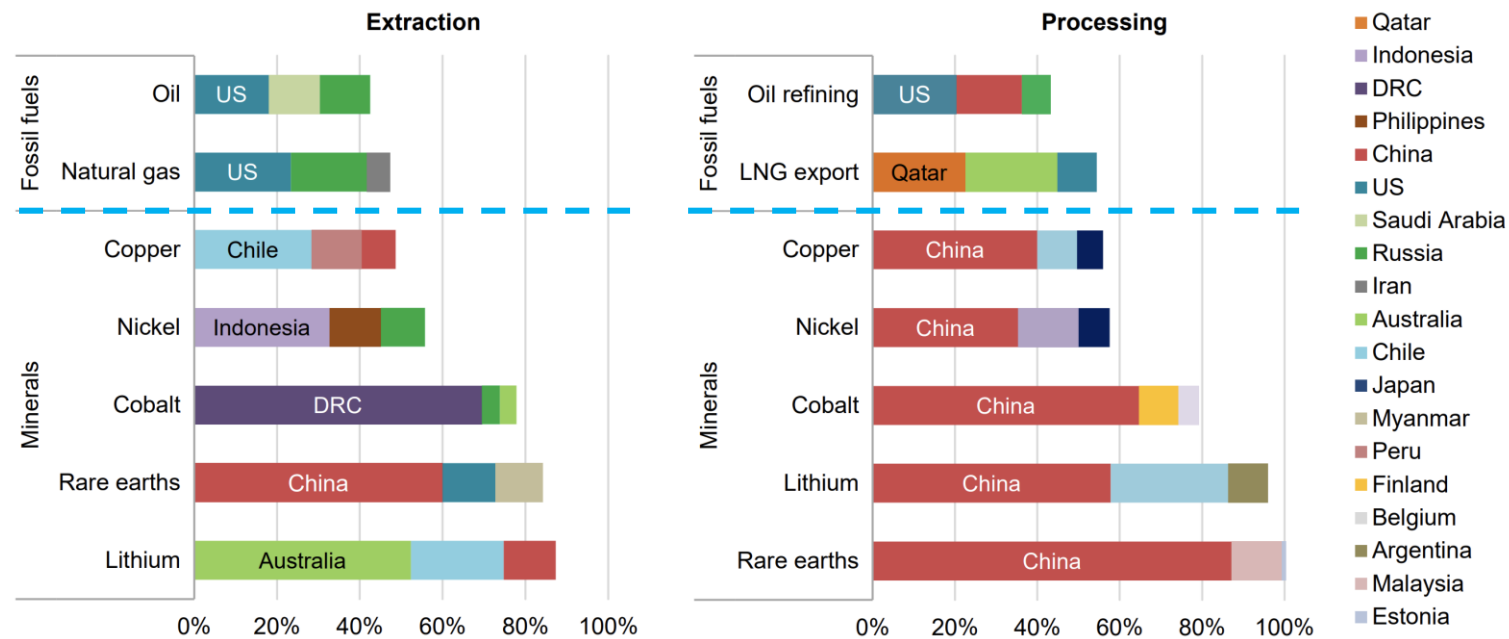 Extraction
Fossil fuels
Oil
US
Natural gas
US
Minerals
Copper
Chile
Nickel
Indonesia
Cobalt
DRC
Rare earths
China
Lithium
Australia
0% 20% 40% 60% 80% 100%
Processing
Fossil fuels
Oil refining
US
LNG export
Qatar
Minerals
Copper
China
Nickel
China
Cobalt
China
Lithium
China
Rare earths
China
0% 20% 40% 60% 80% 100%
Qatar
Indonesia
DRC
Philippines
China
US
Saudi Arabia
Russia
Iran
Australia
Chile
Japan
Myanmar
Peru
Finland
Belgium
Argentina
Malaysia
Estonia